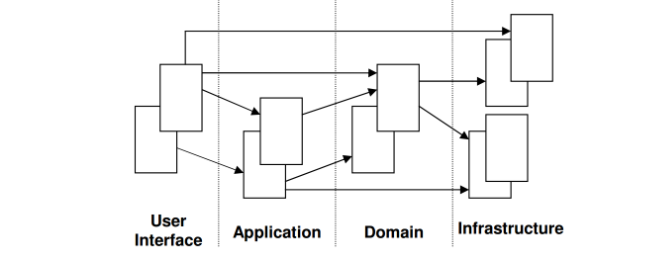 User
Interface
Application
Domain
Infrastructure